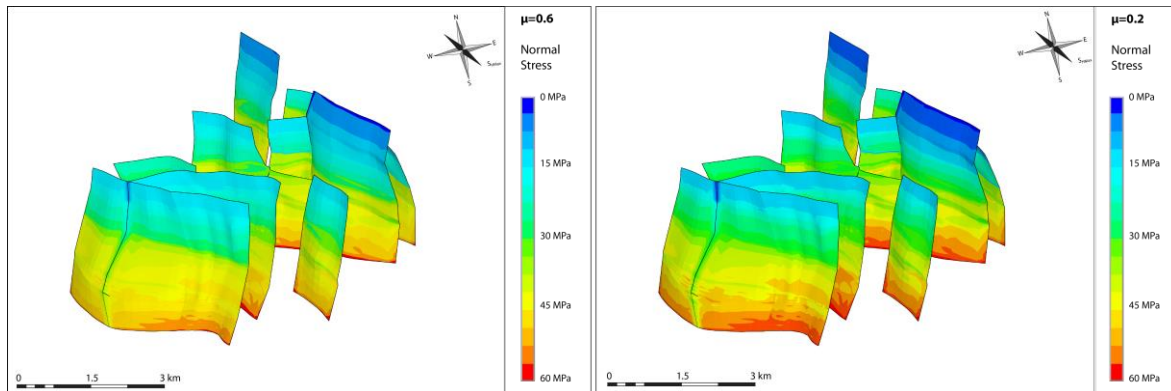 μ=0.6
N
W
E
S
Normal
Stress
0 MPa
15 MPa
30 MPa
45 MPa
60 MPa
0 1.5 3 km
μ=0.2
N
W
E
S
Normal
Stress
0 MPa
15 MPa
30 MPa
45 MPa
60 MPa
0 1.5 3 km